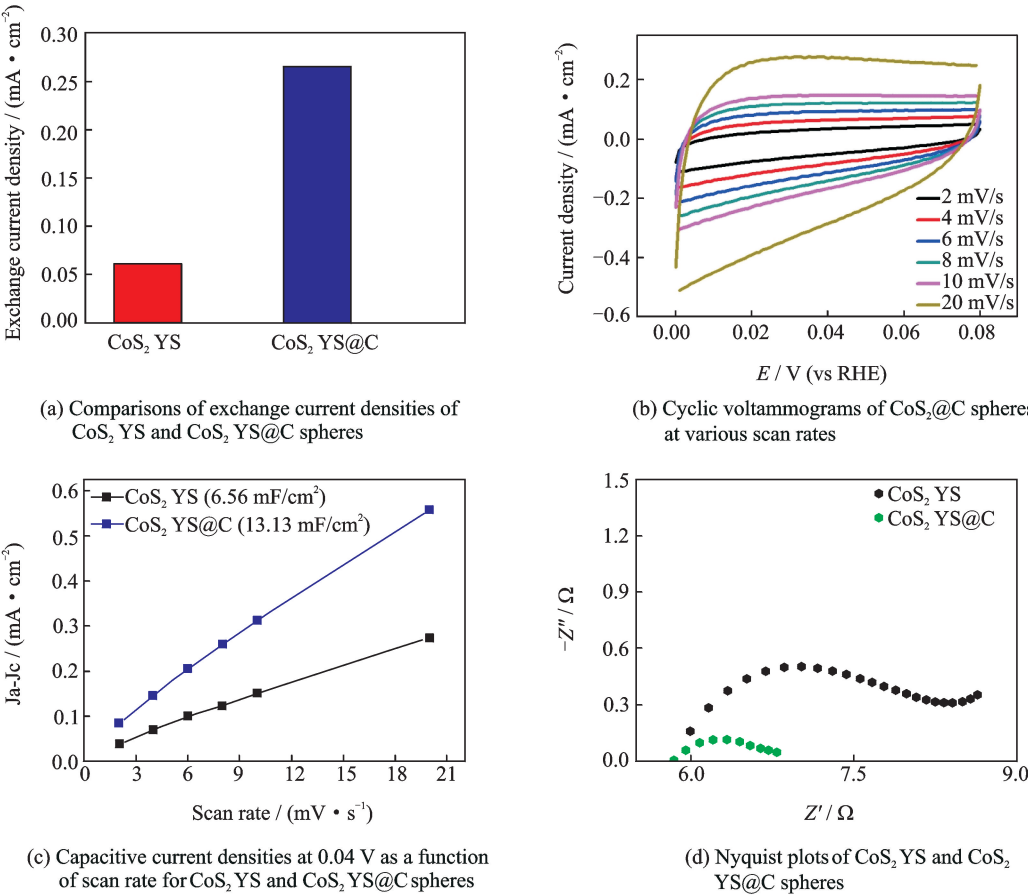 Exchange current density / (mA·cm⁻²)
0.30
0.25
0.20
0.15
0.10
0.05
0.00
CoS₂ YS
CoS₂ YS@C
(a) Comparisons of exchange current densities of
CoS₂ YS and CoS₂ YS@C spheres
Current density / (mA·cm⁻²)
0.2
0.0
−0.2
−0.4
−0.6
2 mV/s
4 mV/s
6 mV/s
8 mV/s
10 mV/s
20 mV/s
0.00 0.02 0.04 0.06 0.08
E / V (vs RHE)
(b) Cyclic voltammograms of CoS₂@C spheres
at various scan rates
Ja-Jc / (mA·cm⁻²)
0.6
0.5
0.4
0.3
0.2
0.1
0.0
CoS₂ YS (6.56 mF/cm²)
CoS₂ YS@C (13.13 mF/cm²)
0 3 6 9 12 15 18 21
Scan rate / (mV·s⁻¹)
(c) Capacitive current densities at 0.04 V as a function
of scan rate for CoS₂ YS and CoS₂ YS@C spheres
−Z″ / Ω
1.5
1.2
0.9
0.6
0.3
0.0
CoS₂ YS
CoS₂ YS@C
6.0 7.5 9.0
Z′ / Ω
(d) Nyquist plots of CoS₂ YS and CoS₂
YS@C spheres